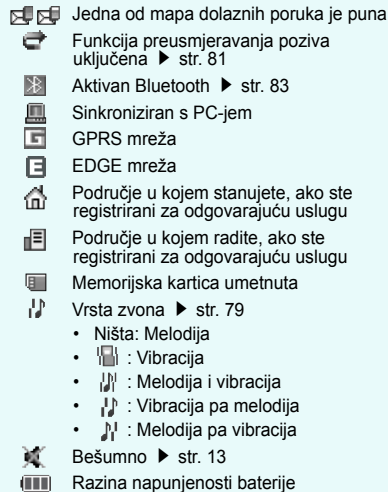 Jedna od mapa dolaznih poruka je puna
Funkcija preusmjeravanja poziva
uključena ▶ str. 81
Aktivan Bluetooth ▶ str. 83
Sinkroniziran s PC-jem
GPRS mreža
EDGE mreža
Područje u kojem stanujete, ako ste
registrirani za odgovarajuću uslugu
Područje u kojem radite, ako ste
registrirani za odgovarajuću uslugu
Memorijska kartica umetnuta
Vrsta zvona ▶ str. 79
• Ništa: Melodija
• : Vibracija
• : Melodija i vibracija
• : Vibracija pa melodija
• : Melodija pa vibracija
Bešumno ▶ str. 13
Razina napunjenosti baterije